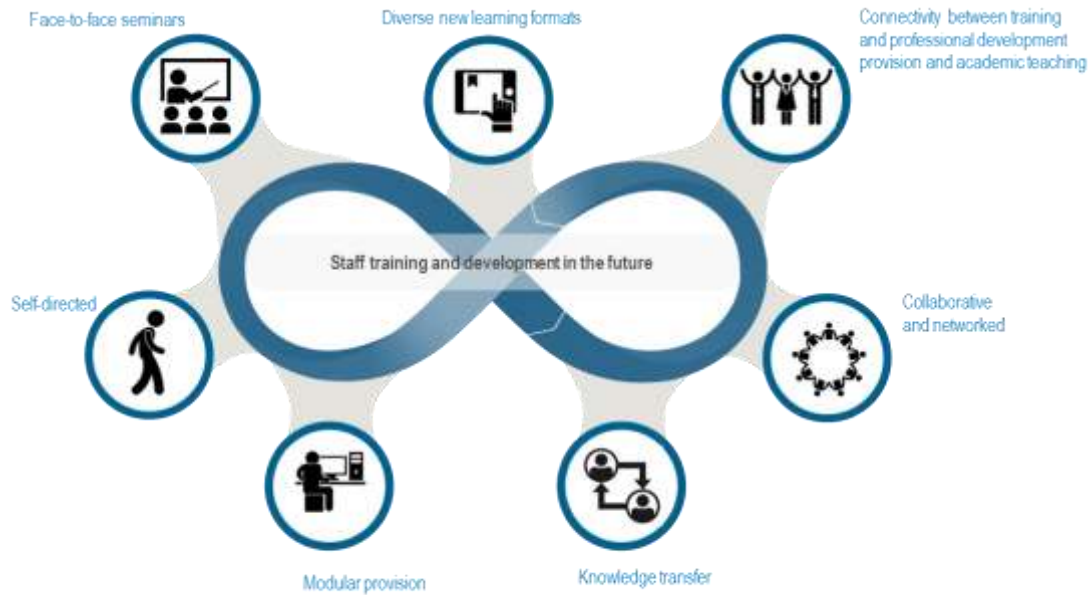 Face-to-face seminars
Diverse new learning formats
Connectivity between training
and professional development
provision and academic teaching
Staff training and development in the future
Self-directed
Collaborative
and networked
Modular provision
Knowledge transfer